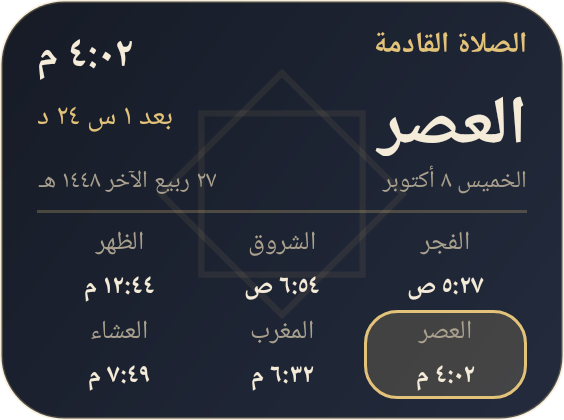 الصلاة القادمة
٤:٠٢ م
العصر
بعد ١ س ٢٤ د
الخميس ٨ أكتوبر
٢٧ ربيع الآخر ١٤٤٨ هـ
الفجر الشروق الظهر
٥:٢٧ ص ٦:٥٤ ص ١٢:٤٤ م
العصر المغرب العشاء
٤:٠٢ م ٦:٣٢ م ٧:٤٩ م